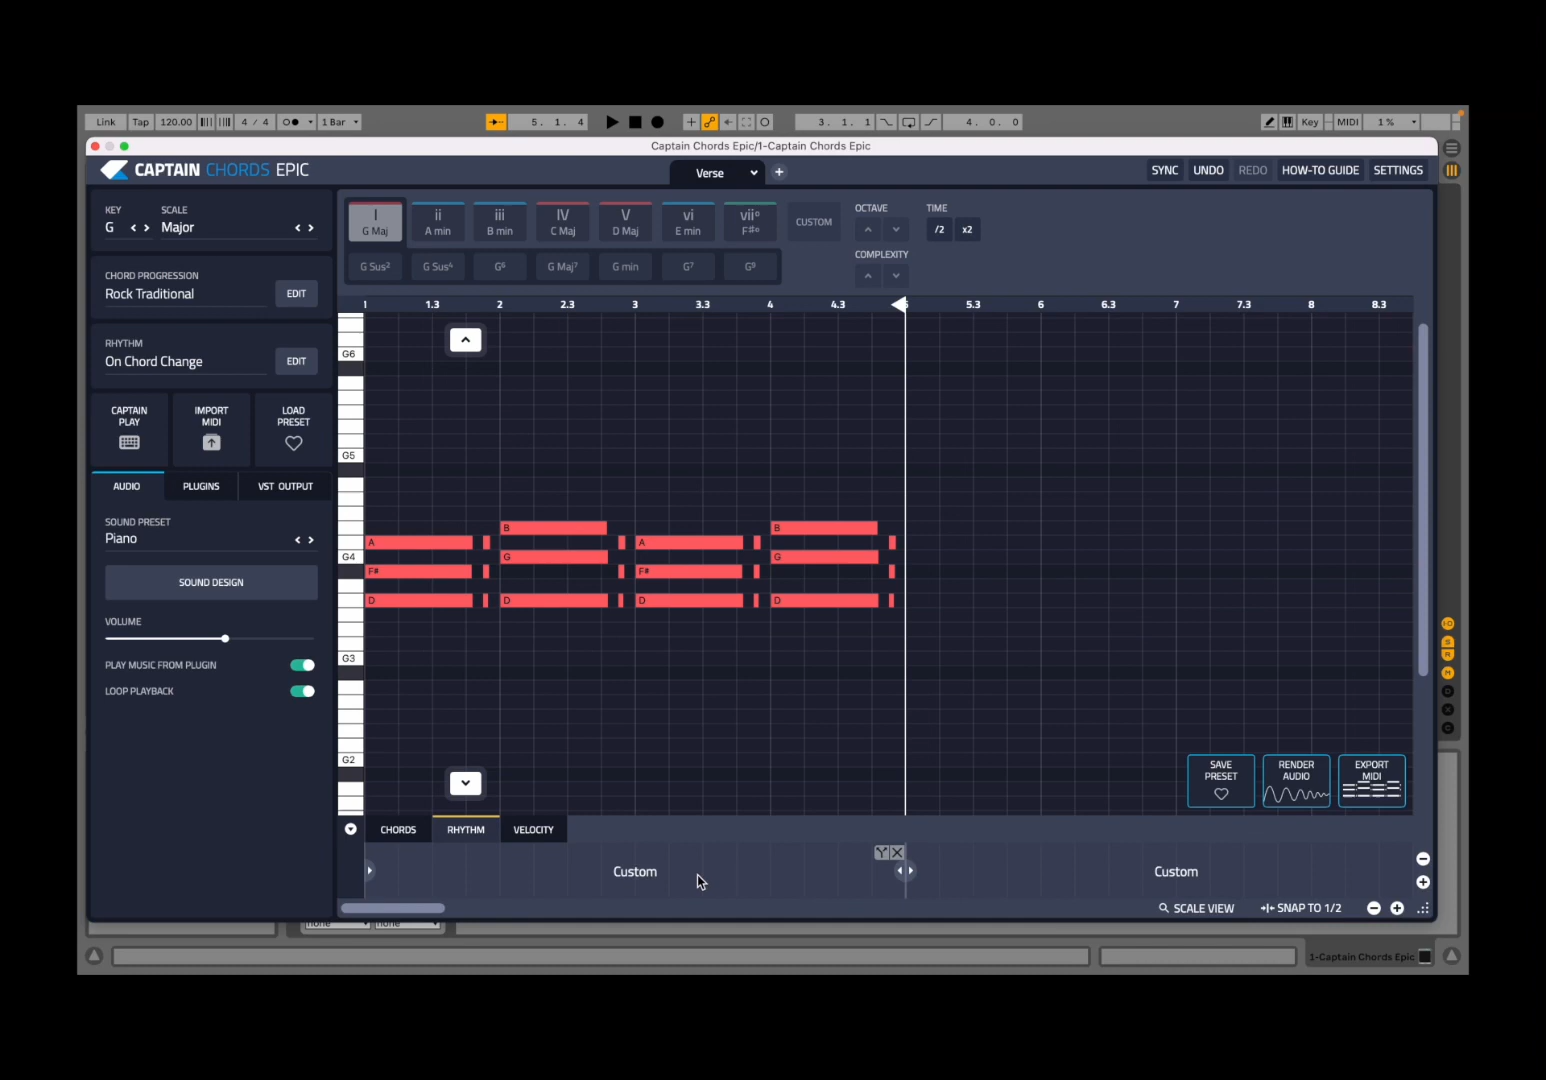 Link Tap 120.00 4 / 4 1 Bar 5. 1. 4 3. 1. 1 4. 0. 0 Key MIDI 1 %
Captain Chords Epic/1-Captain Chords Epic
CAPTAIN CHORDS EPIC
Verse
SYNC UNDO REDO HOW-TO GUIDE SETTINGS
KEY SCALE
G Major
I ii iii IV V vi vii°
G Maj A min B min C Maj D Maj E min F#°
CUSTOM
OCTAVE TIME
/2 x2
COMPLEXITY
G Sus² G Sus⁴ G⁶ G Maj⁷ G min G⁷ G⁹
CHORD PROGRESSION
Rock Traditional EDIT
RHYTHM
On Chord Change EDIT
CAPTAIN PLAY
IMPORT MIDI
LOAD PRESET
AUDIO PLUGINS VST OUTPUT
SOUND PRESET
Piano
SOUND DESIGN
VOLUME
PLAY MUSIC FROM PLUGIN
LOOP PLAYBACK
1 1.3 2 2.3 3 3.3 4 4.3 5.3 6 6.3 7 7.3 8 8.3
G6
G5
B B
A A
G4 G G
F# F#
D D D D
G3
G2
SAVE PRESET
RENDER AUDIO
EXPORT MIDI
CHORDS RHYTHM VELOCITY
Custom Custom
SCALE VIEW SNAP TO 1/2
none none
1-Captain Chords Epic